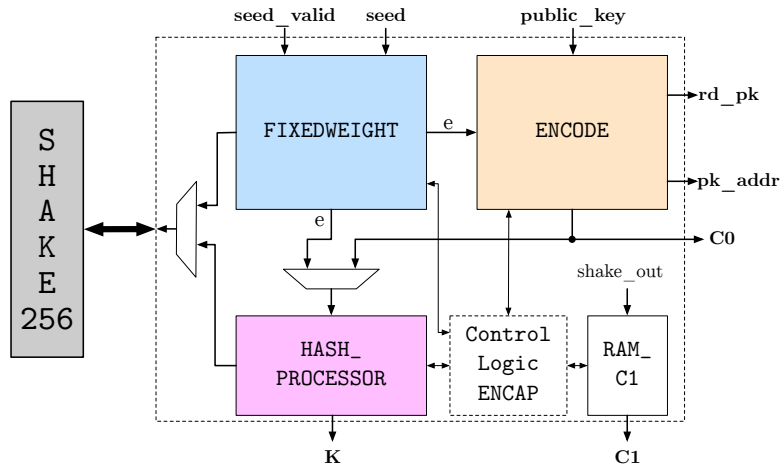 seed_valid
seed
public_key
S
H
A
K
E
256
FIXEDWEIGHT
e
ENCODE
rd_pk
pk_addr
e
C0
shake_out
HASH_
PROCESSOR
Control
Logic
ENCAP
RAM_
C1
K
C1